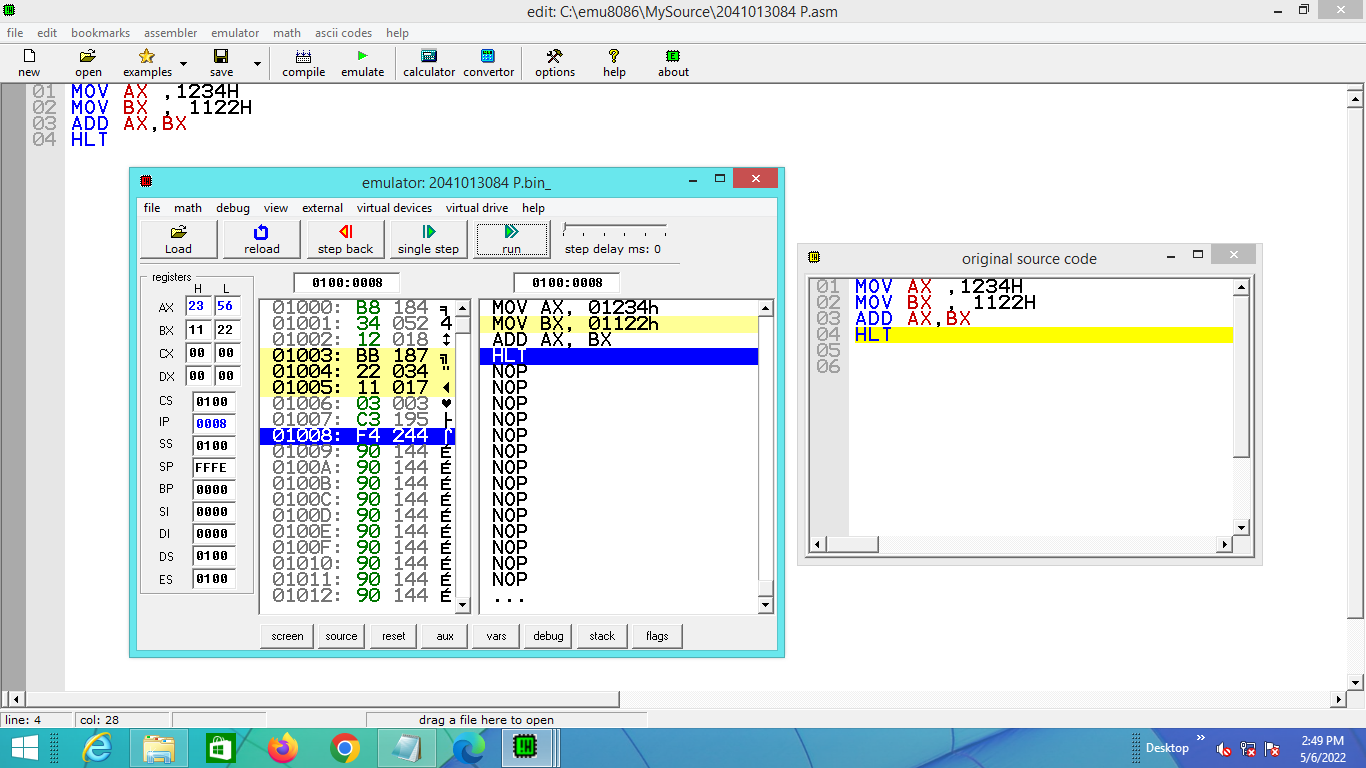 edit: C:\emu8086\MySource\2041013084 P.asm
file edit bookmarks assembler emulator math ascii codes help
new open examples save compile emulate calculator convertor options help about
01 MOV AX ,1234H
02 MOV BX , 1122H
03 ADD AX,BX
04 HLT
emulator: 2041013084 P.bin_
file math debug view external virtual devices virtual drive help
Load reload step back single step run step delay ms: 0
registers
H L
AX 23 56
BX 11 22
CX 00 00
DX 00 00
CS 0100
IP 0008
SS 0100
SP FFFE
BP 0000
SI 0000
DI 0000
DS 0100
ES 0100
0100:0008
01000: B8 184 ╕
01001: 34 052 4
01002: 12 018 ↕
01003: BB 187 ╗
01004: 22 034 "
01005: 11 017 ◄
01006: 03 003 ♥
01007: C3 195 ├
01008: F4 244 ⌠
01009: 90 144 É
0100A: 90 144 É
0100B: 90 144 É
0100C: 90 144 É
0100D: 90 144 É
0100E: 90 144 É
0100F: 90 144 É
01010: 90 144 É
01011: 90 144 É
01012: 90 144 É
0100:0008
MOV AX, 01234h
MOV BX, 01122h
ADD AX, BX
HLT
NOP
NOP
NOP
NOP
NOP
NOP
NOP
NOP
NOP
NOP
NOP
NOP
NOP
NOP
...
screen source reset aux vars debug stack flags
original source code
01 MOV AX ,1234H
02 MOV BX , 1122H
03 ADD AX,BX
04 HLT
05
06
line: 4 col: 28 drag a file here to open
Desktop
2:49 PM
5/6/2022